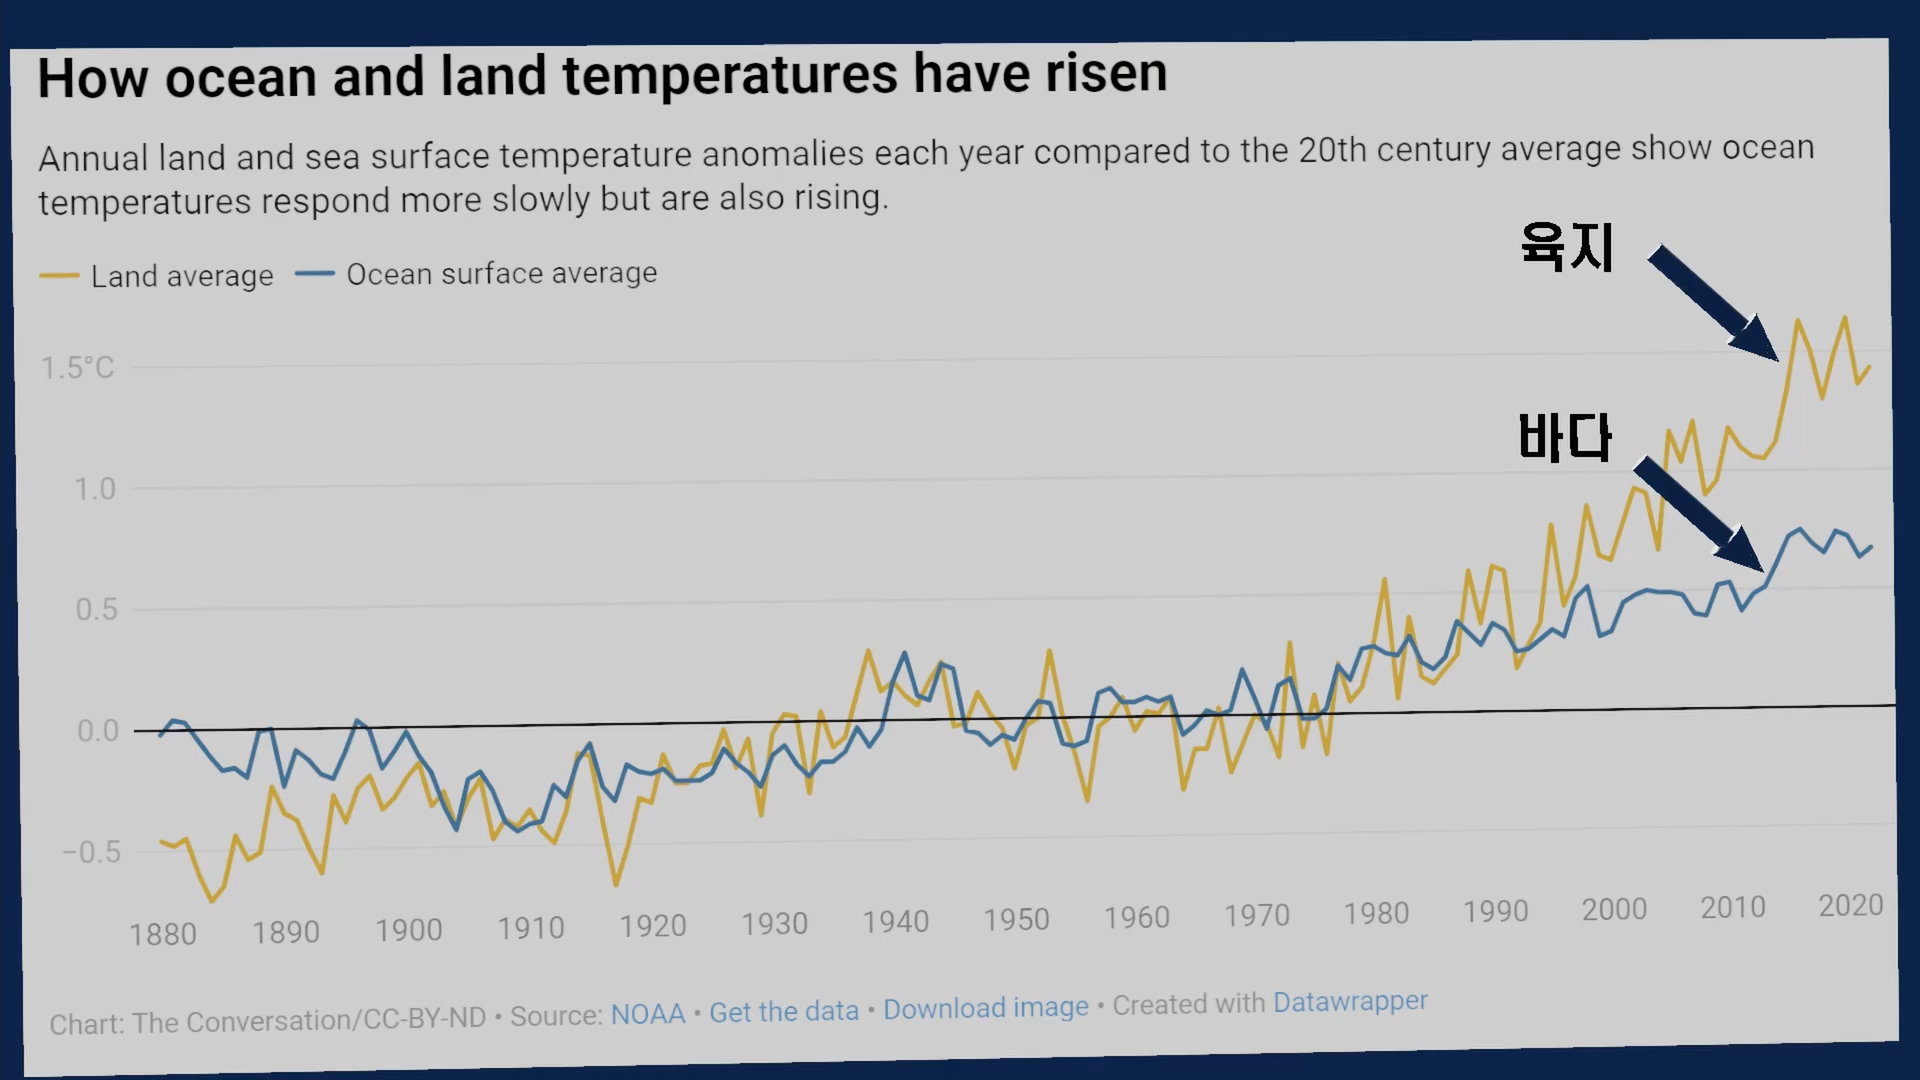 How ocean and land temperatures have risen
Annual land and sea surface temperature anomalies each year compared to the 20th century average show ocean
temperatures respond more slowly but are also rising.
Land average Ocean surface average
육지
바다
1.5°C
1.0
0.5
0.0
−0.5
1880 1890 1900 1910 1920 1930 1940 1950 1960 1970 1980 1990 2000 2010 2020
Chart: The Conversation/CC-BY-ND • Source: NOAA • Get the data • Download image • Created with Datawrapper